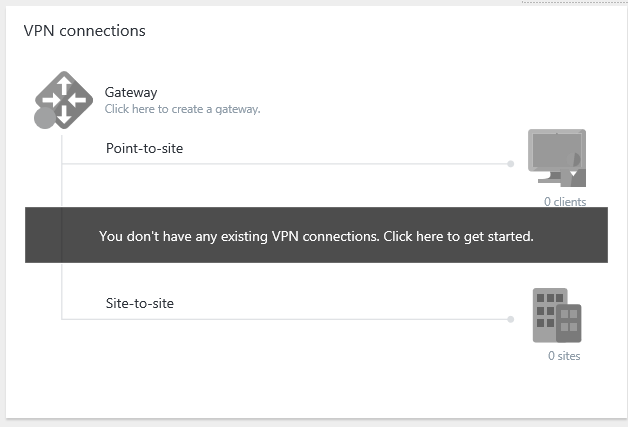 VPN connections
Gateway
Click here to create a gateway.
Point-to-site
0 clients
You don't have any existing VPN connections. Click here to get started.
Site-to-site
0 sites